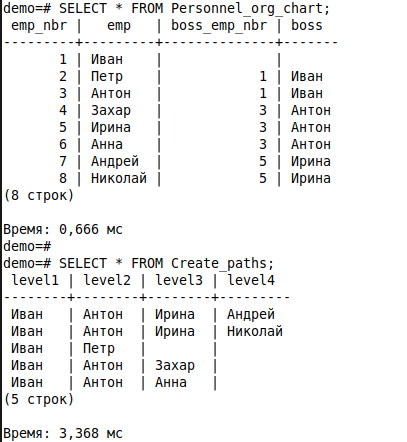 demo=# SELECT * FROM Personnel_org_chart;
 emp_nbr |   emp   | boss_emp_nbr | boss
---------+---------+--------------+-------
       1 | Иван    |              |
       2 | Петр    |            1 | Иван
       3 | Антон   |            1 | Иван
       4 | Захар   |            3 | Антон
       5 | Ирина   |            3 | Антон
       6 | Анна    |            3 | Антон
       7 | Андрей  |            5 | Ирина
       8 | Николай |            5 | Ирина
(8 строк)

Время: 0,666 мс
demo=#
demo=# SELECT * FROM Create_paths;
 level1 | level2 | level3 | level4
--------+--------+--------+---------
 Иван   | Антон  | Ирина  | Андрей
 Иван   | Антон  | Ирина  | Николай
 Иван   | Петр   |        |
 Иван   | Антон  | Захар  |
 Иван   | Антон  | Анна   |
(5 строк)

Время: 3,368 мс